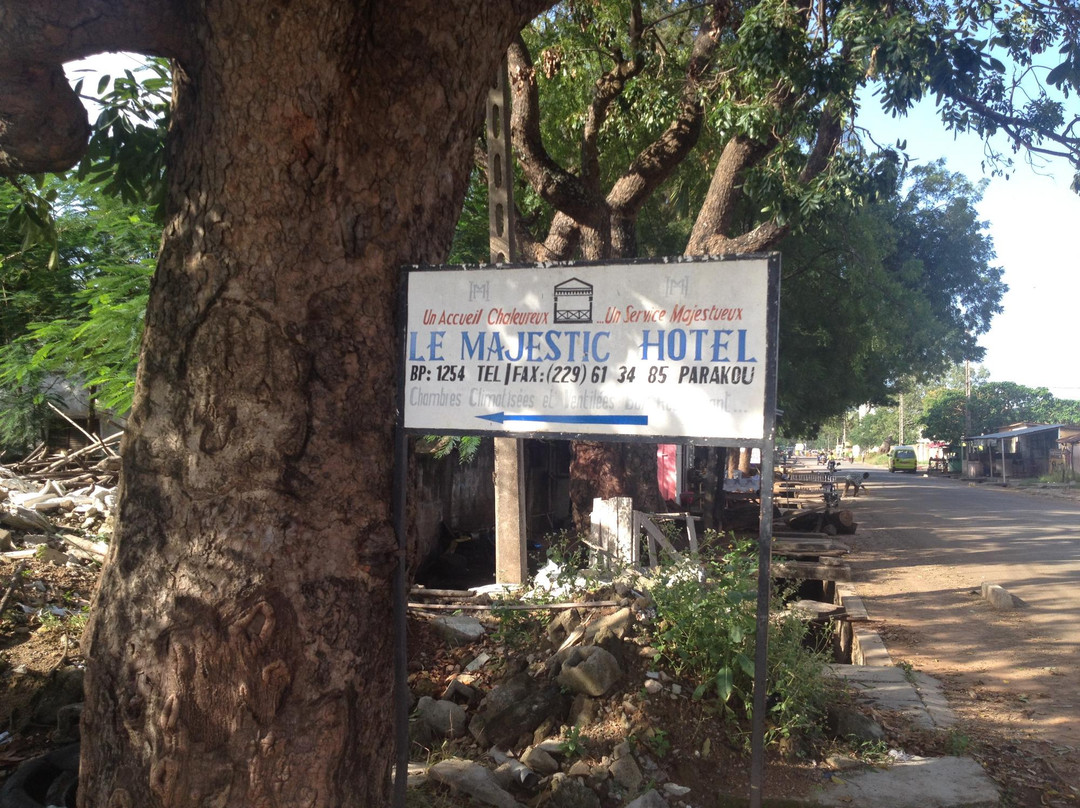 Un Accueil Chaleureux ...Un Service Majestueux
LE MAJESTIC HOTEL
BP: 1254 TEL/FAX:(229) 61 34 85 PARAKOU
Chambres Climatisées et Ventilées